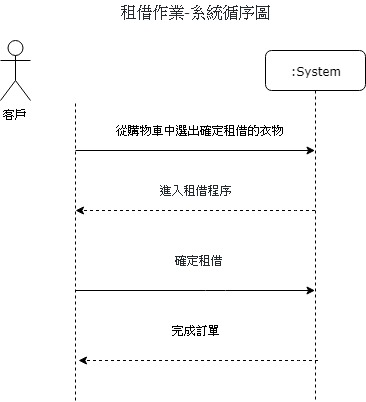 租借作業-系統循序圖
:System
客戶
從購物車中選出確定租借的衣物
進入租借程序
確定租借
完成訂單